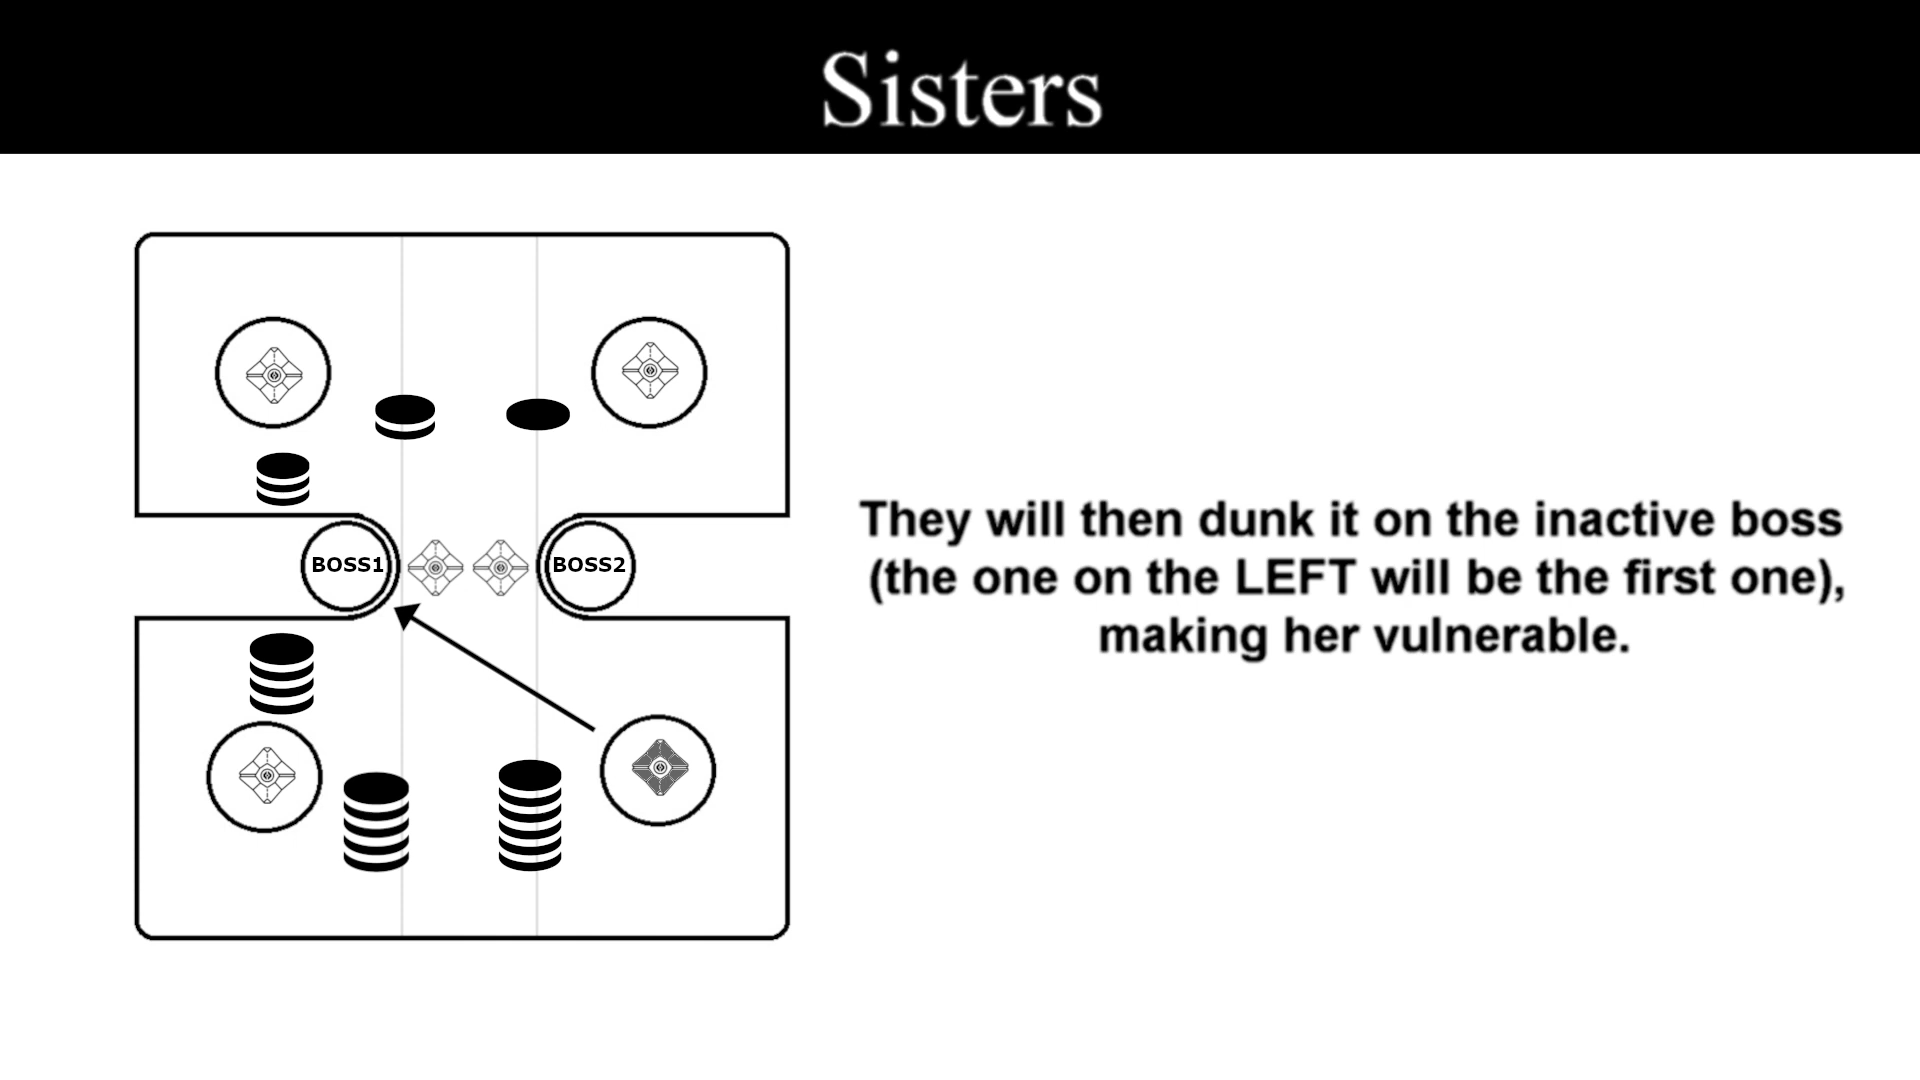 Sisters
BOSS1
BOSS2
They will then dunk it on the inactive boss
(the one on the LEFT will be the first one),
making her vulnerable.